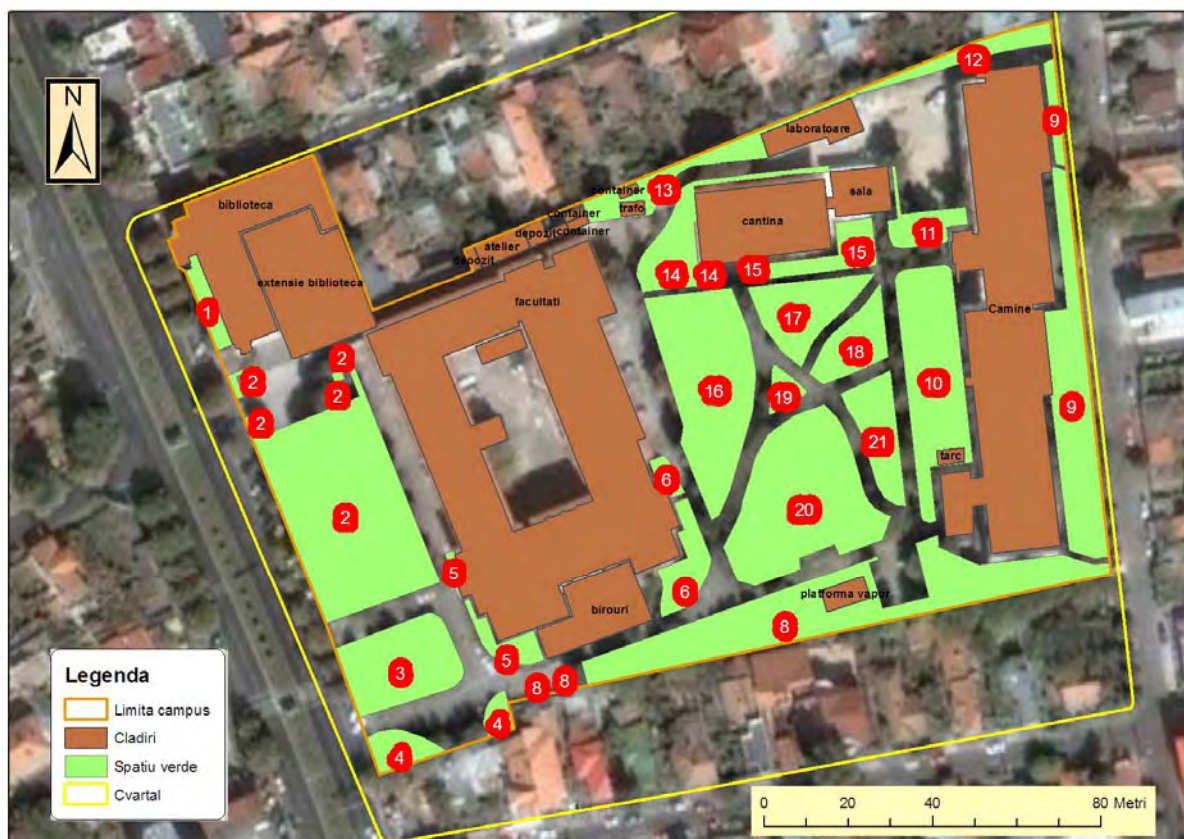 N
12
laboratoare
9
biblioteca
container
13
trafo
sala
container
cantina
depozit
container
atelier
depozit
11
15
extensie biblioteca
14
14
15
facultati
Camine
1
17
2
18
2
2
10
16
19
9
2
21
tarc
6
20
2
5
6
platforma vapor
birouri
8
5
3
8
8
4
4
Legenda
Limita campus
Cladiri
Spatiu verde
Cvartal
0 20 40 80 Metri